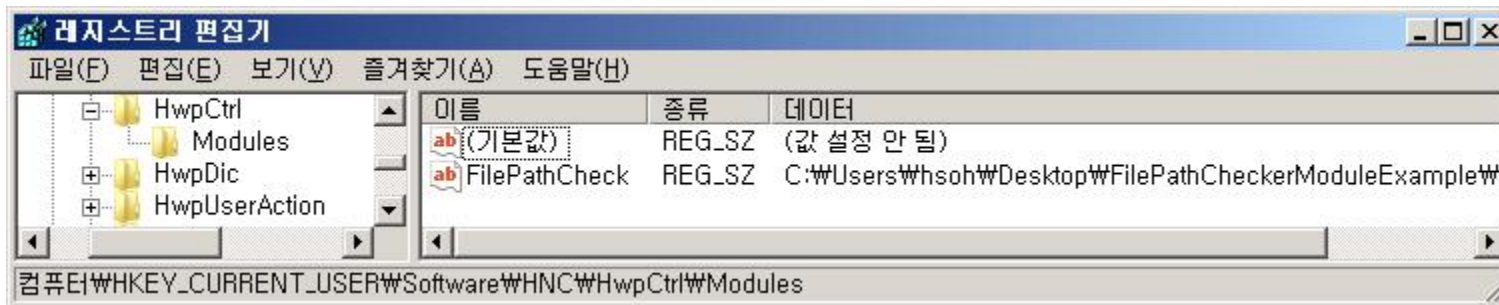 레지스트리 편집기
파일(F) 편집(E) 보기(V) 즐겨찾기(A) 도움말(H)
HwpCtrl
Modules
HwpDic
HwpUserAction
이름 종류 데이터
(기본값) REG_SZ (값 설정 안 됨)
FilePathCheck REG_SZ C:₩Users₩hsoh₩Desktop₩FilePathCheckerModuleExample₩
컴퓨터₩HKEY_CURRENT_USER₩Software₩HNC₩HwpCtrl₩Modules